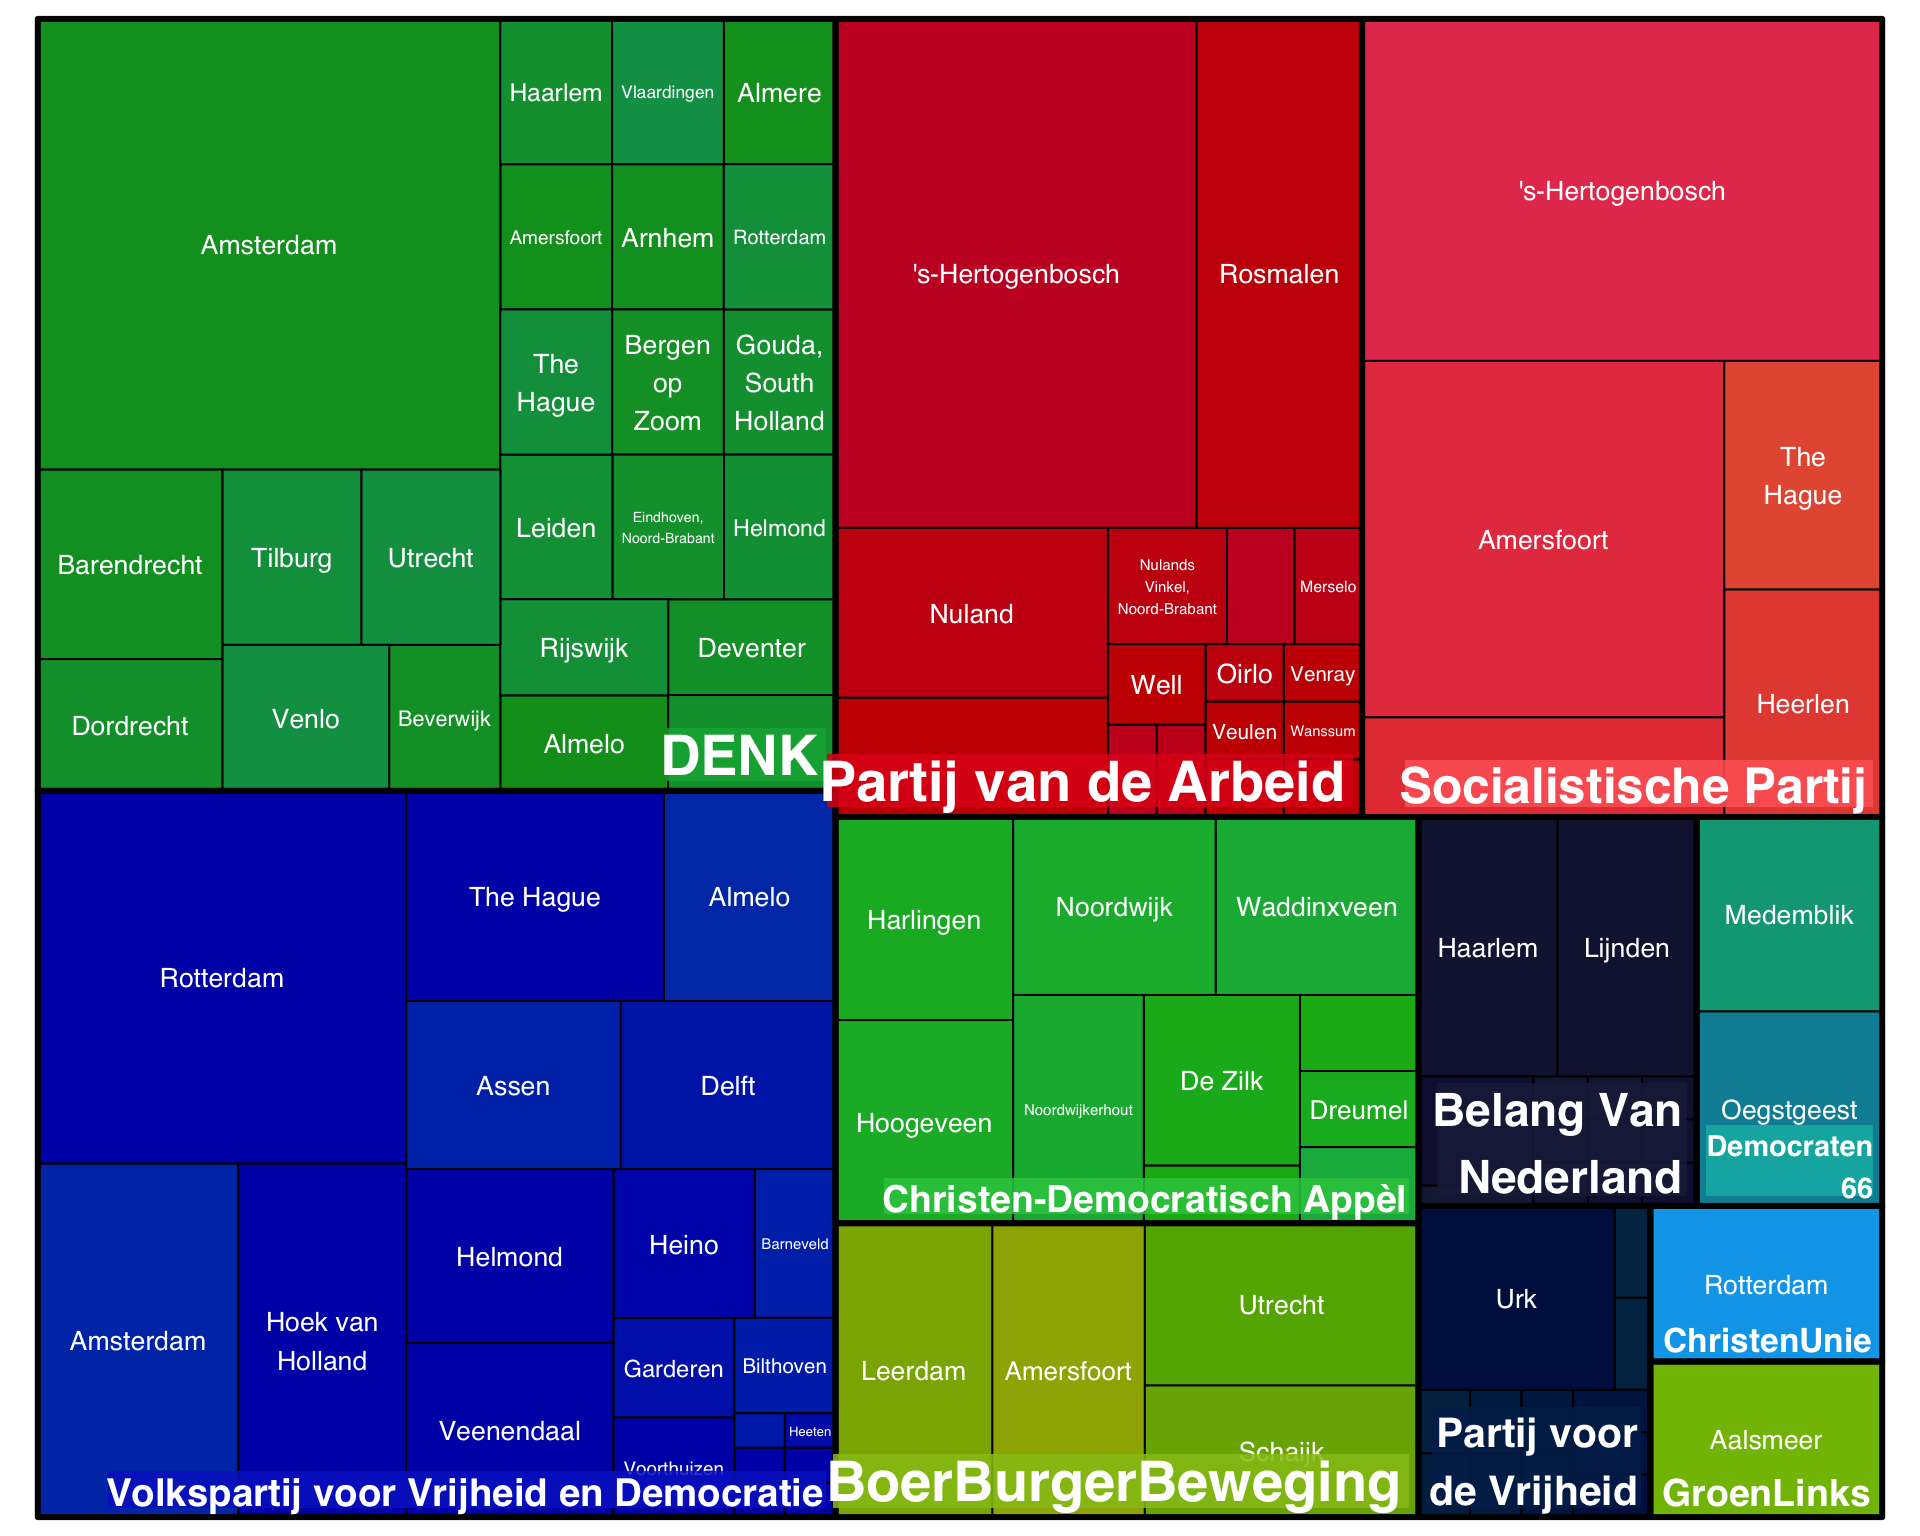 Amsterdam
Haarlem
Vlaardingen
Almere
Amersfoort
Arnhem
Rotterdam
The
Hague
Bergen
op
Zoom
Gouda,
South
Holland
Barendrecht
Tilburg
Utrecht
Leiden
Eindhoven,
Noord-Brabant
Helmond
Dordrecht
Venlo
Beverwijk
Rijswijk
Deventer
Almelo
DENK
's-Hertogenbosch
Rosmalen
Nuland
Nulands
Vinkel,
Noord-Brabant
Merselo
Well
Oirlo
Venray
Veulen
Wanssum
Partij van de Arbeid
's-Hertogenbosch
Amersfoort
The
Hague
Heerlen
Socialistische Partij
Rotterdam
The Hague
Almelo
Assen
Delft
Amsterdam
Hoek van
Holland
Helmond
Heino
Barneveld
Veenendaal
Garderen
Bilthoven
Voorthuizen
Heeten
Volkspartij voor Vrijheid en Democratie
Harlingen
Noordwijk
Waddinxveen
Hoogeveen
Noordwijkerhout
De Zilk
Dreumel
Christen-Democratisch Appèl
Leerdam
Amersfoort
Utrecht
Schaijk
BoerBurgerBeweging
Haarlem
Lijnden
Belang Van
Nederland
Medemblik
Oegstgeest
Democraten
66
Urk
Partij voor
de Vrijheid
Rotterdam
ChristenUnie
Aalsmeer
GroenLinks